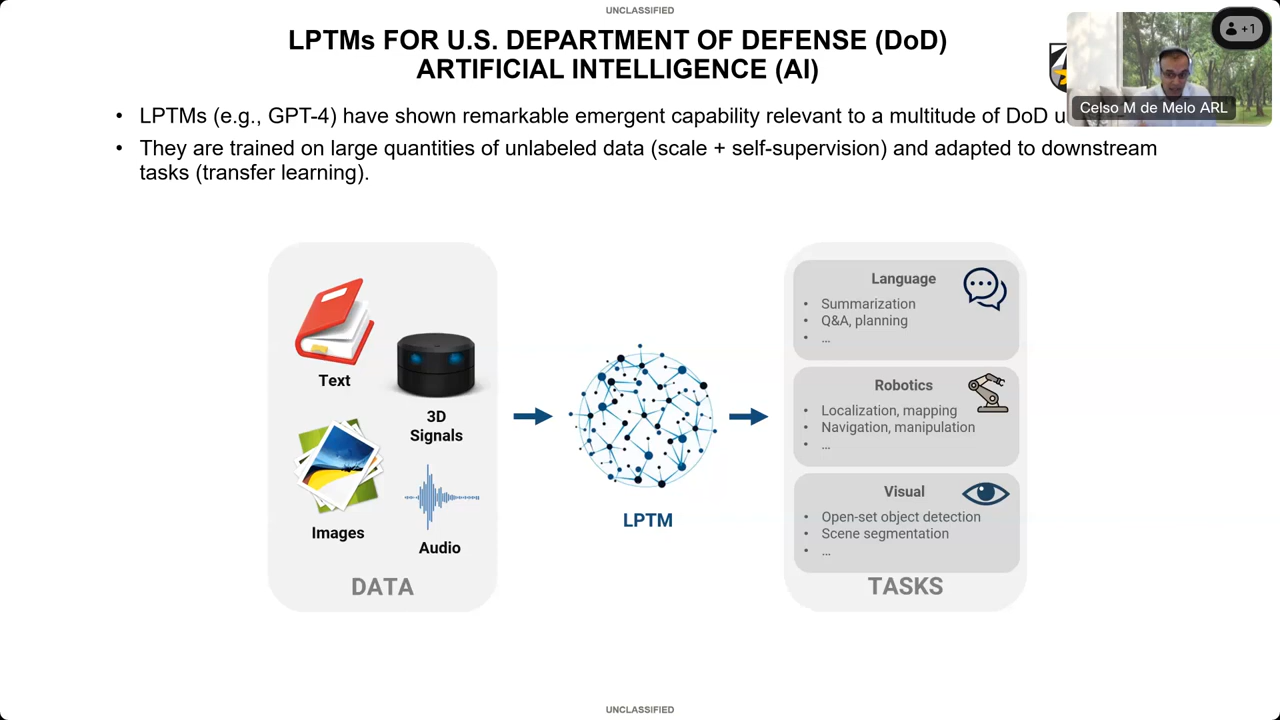 UNCLASSIFIED
LPTMs FOR U.S. DEPARTMENT OF DEFENSE (DoD)
ARTIFICIAL INTELLIGENCE (AI)
+1
Celso M de Melo ARL
• LPTMs (e.g., GPT-4) have shown remarkable emergent capability relevant to a multitude of DoD
• They are trained on large quantities of unlabeled data (scale + self-supervision) and adapted to downstream
tasks (transfer learning).
Text
3D
Signals
Images
Audio
DATA
LPTM
Language
• Summarization
• Q&A, planning
• ...
Robotics
• Localization, mapping
• Navigation, manipulation
• ...
Visual
• Open-set object detection
• Scene segmentation
• ...
TASKS
UNCLASSIFIED